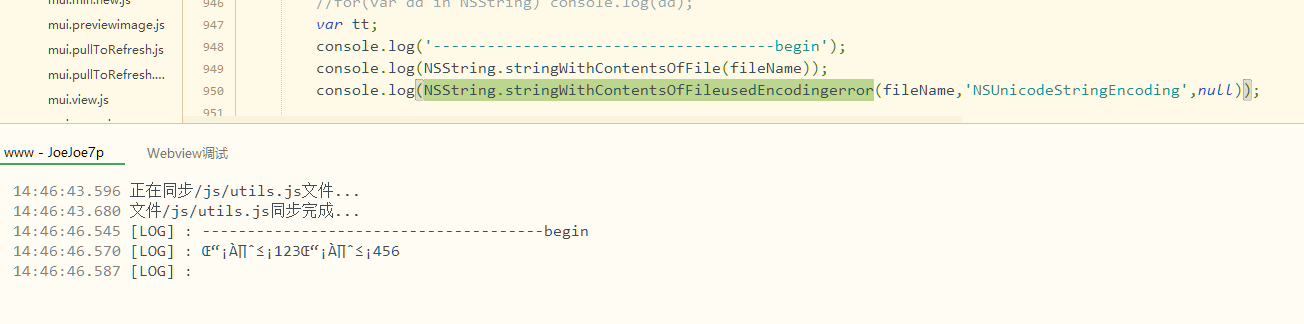 mui.min.new.js
946 //for(var dd in NSString) console.log(dd);
mui.previewimage.js
947 var tt;
mui.pullToRefresh.js
948 console.log('--------------------------------------begin');
949 console.log(NSString.stringWithContentsOfFile(fileName));
mui.pullToRefresh....
950 console.log(NSString.stringWithContentsOfFileusedEncodingerror(fileName,'NSUnicodeStringEncoding',null));
mui.view.js
951
www - JoeJoe7p
Webview调试
14:46:43.596 正在同步/js/utils.js文件...
14:46:43.680 文件/js/utils.js同步完成...
14:46:46.545 [LOG] : --------------------------------------begin
14:46:46.570 [LOG] : Œ“¡À∏ˆ≤¡123Œ“¡À∏ˆ≤¡456
14:46:46.587 [LOG] :